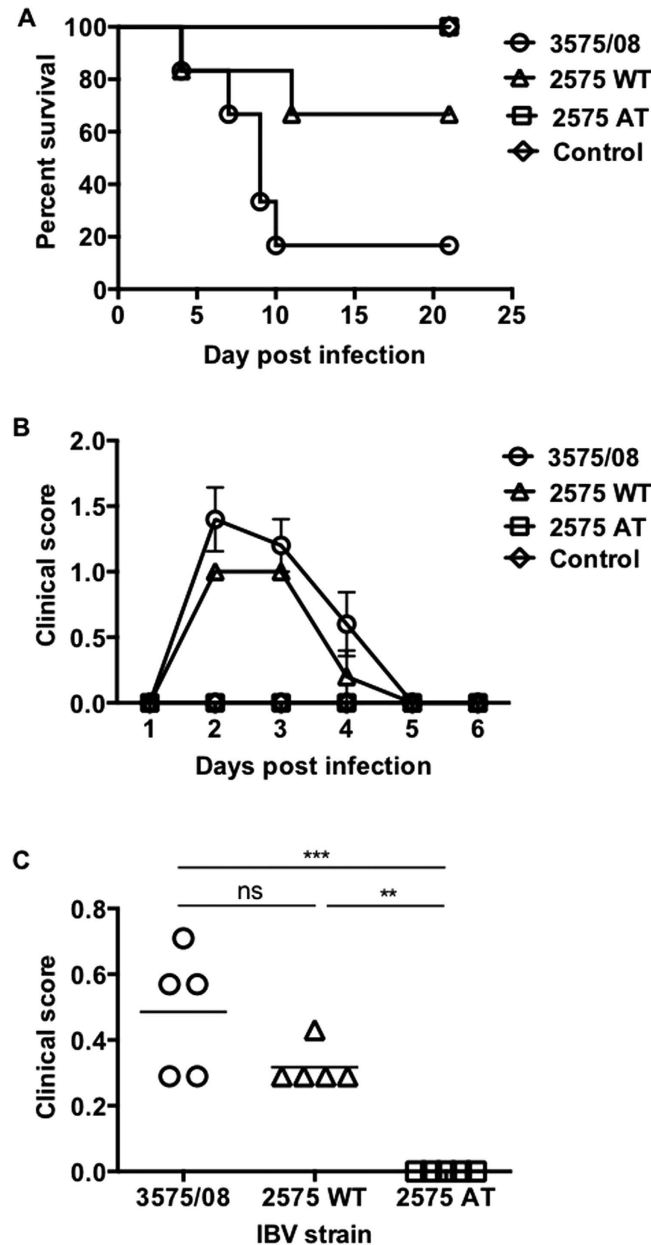 A
Percent survival
100
80
60
40
20
0
0 5 10 15 20 25
Day post infection
3575/08
2575 WT
2575 AT
Control
B
Clinical score
2.0
1.5
1.0
0.5
0.0
1 2 3 4 5 6
Days post infection
3575/08
2575 WT
2575 AT
Control
C
***
ns **
Clinical score
0.8
0.6
0.4
0.2
0.0
3575/08 2575 WT 2575 AT
IBV strain